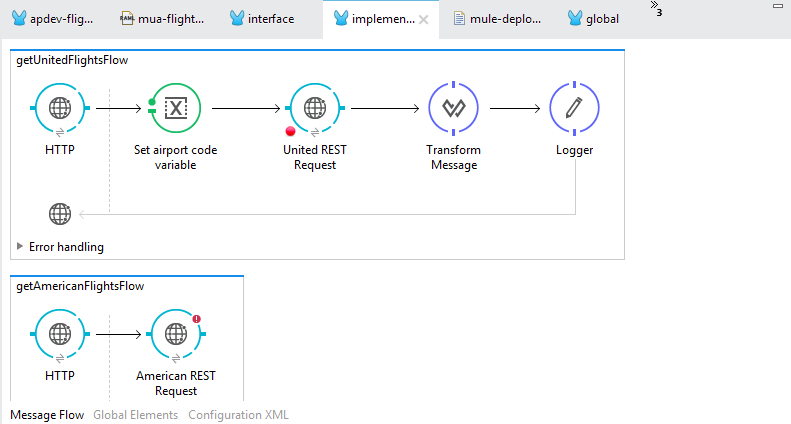 apdev-flig...
mua-flight...
interface
implemen...
mule-deplo...
global
3
getUnitedFlightsFlow
HTTP
Set airport code
variable
United REST
Request
Transform
Message
Logger
Error handling
getAmericanFlightsFlow
HTTP
American REST
Request
Message Flow
Global Elements
Configuration XML